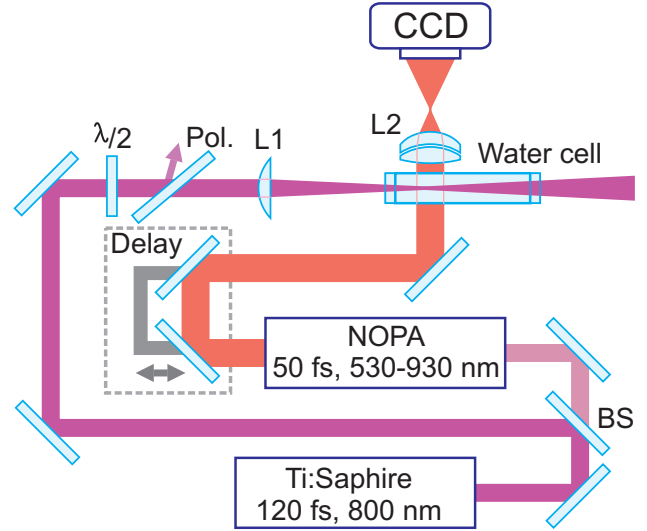 CCD
L2
λ/2
Pol.
L1
Water cell
Delay
NOPA
50 fs, 530-930 nm
BS
Ti:Saphire
120 fs, 800 nm